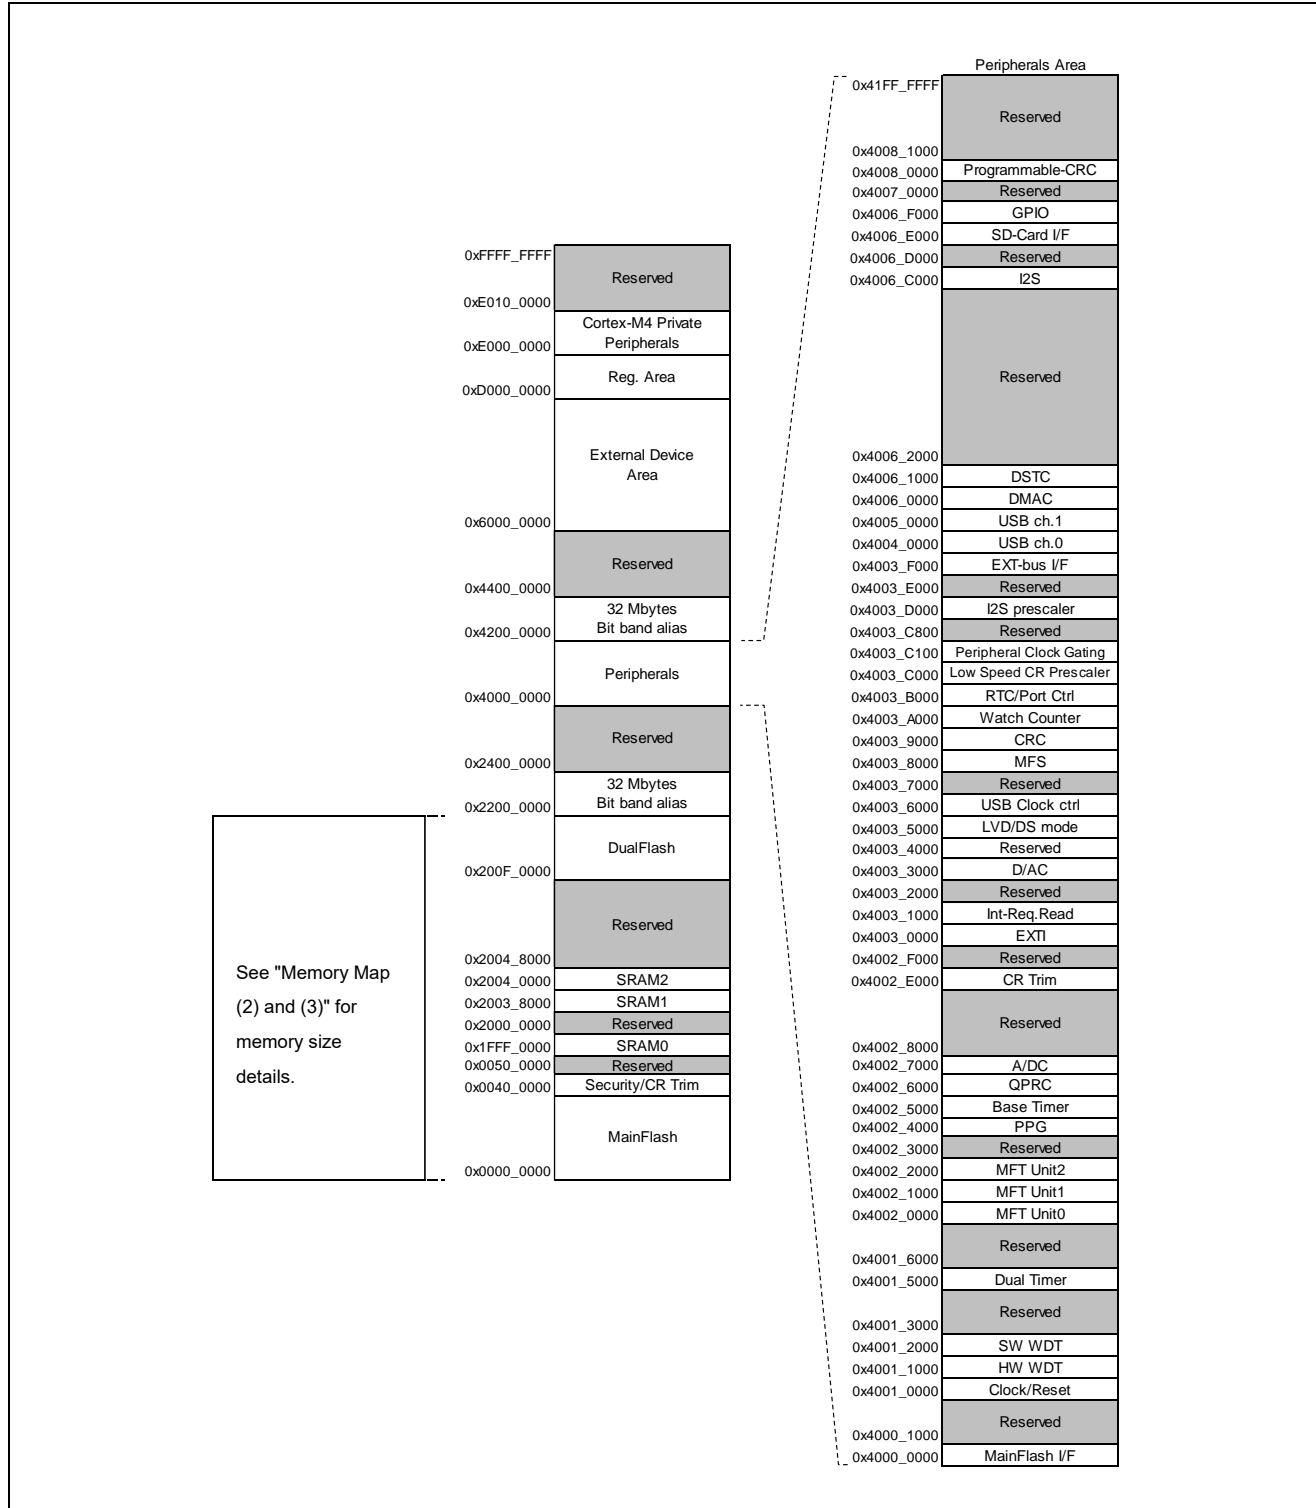 Peripherals Area
0x41FF_FFFF
Reserved
0x4008_1000
0x4008_0000 Programmable-CRC
0x4007_0000 Reserved
0x4006_F000 GPIO
0x4006_E000 SD-Card I/F
0x4006_D000 Reserved
0x4006_C000 I2S
Reserved
0x4006_2000
0x4006_1000 DSTC
0x4006_0000 DMAC
0x4005_0000 USB ch.1
0x4004_0000 USB ch.0
0x4003_F000 EXT-bus I/F
0x4003_E000 Reserved
0x4003_D000 I2S prescaler
0x4003_C800 Reserved
0x4003_C100 Peripheral Clock Gating
0x4003_C000 Low Speed CR Prescaler
0x4003_B000 RTC/Port Ctrl
0x4003_A000 Watch Counter
0x4003_9000 CRC
0x4003_8000 MFS
0x4003_7000 Reserved
0x4003_6000 USB Clock ctrl
0x4003_5000 LVD/DS mode
0x4003_4000 Reserved
0x4003_3000 D/AC
0x4003_2000 Reserved
0x4003_1000 Int-Req.Read
0x4003_0000 EXTI
0x4002_F000 Reserved
0x4002_E000 CR Trim
Reserved
0x4002_8000
0x4002_7000 A/DC
0x4002_6000 QPRC
0x4002_5000 Base Timer
0x4002_4000 PPG
0x4002_3000 Reserved
0x4002_2000 MFT Unit2
0x4002_1000 MFT Unit1
0x4002_0000 MFT Unit0
Reserved
0x4001_6000
0x4001_5000 Dual Timer
Reserved
0x4001_3000
0x4001_2000 SW WDT
0x4001_1000 HW WDT
0x4001_0000 Clock/Reset
Reserved
0x4000_1000
0x4000_0000 MainFlash I/F
0xFFFF_FFFF
Reserved
0xE010_0000
Cortex-M4 Private
Peripherals
0xE000_0000
Reg. Area
0xD000_0000
External Device
Area
0x6000_0000
Reserved
0x4400_0000
32 Mbytes
Bit band alias
0x4200_0000
Peripherals
0x4000_0000
Reserved
0x2400_0000
32 Mbytes
Bit band alias
0x2200_0000
DualFlash
0x200F_0000
Reserved
0x2004_8000
0x2004_0000 SRAM2
0x2003_8000 SRAM1
0x2000_0000 Reserved
0x1FFF_0000 SRAM0
0x0050_0000 Reserved
0x0040_0000 Security/CR Trim
MainFlash
0x0000_0000
See "Memory Map
(2) and (3)" for
memory size
details.